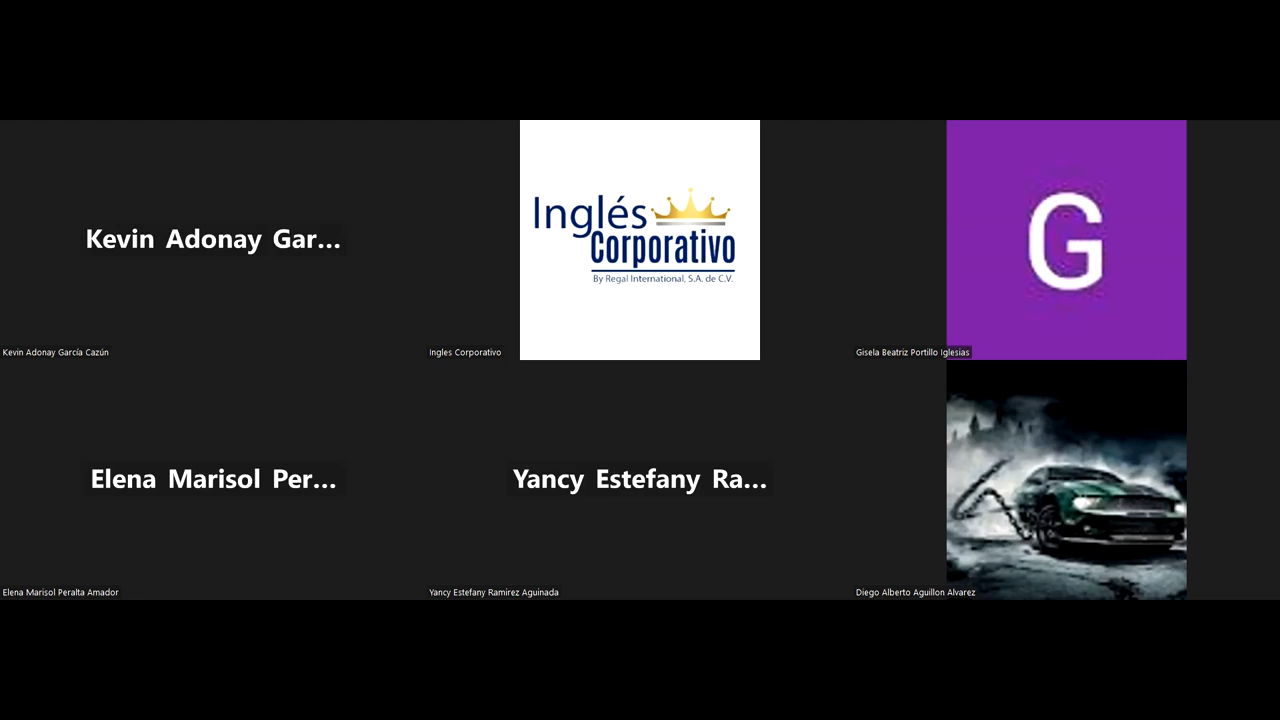 Kevin Adonay Gar...
Kevin Adonay García Cazún
Inglés
Corporativo
By Regal International, S.A. de C.V.
Ingles Corporativo
G
Gisela Beatriz Portillo Iglesias
Elena Marisol Per...
Elena Marisol Peralta Amador
Yancy Estefany Ra...
Yancy Estefany Ramirez Aguinada
Diego Alberto Aguillon Alvarez